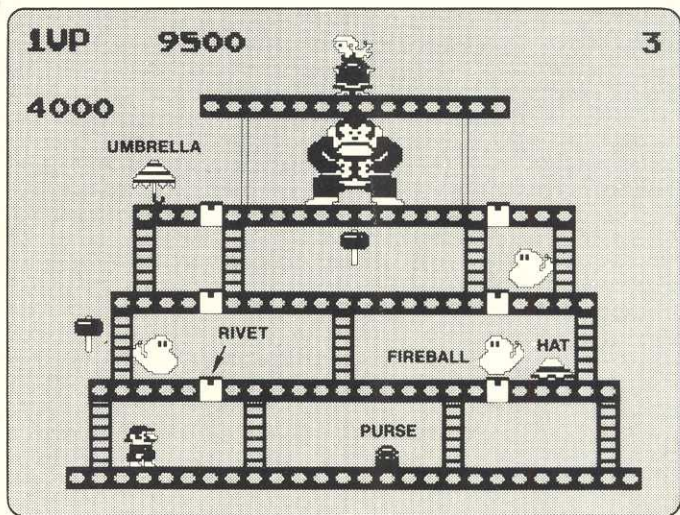 1UP 9500 3
4000
UMBRELLA
RIVET
FIREBALL HAT
PURSE